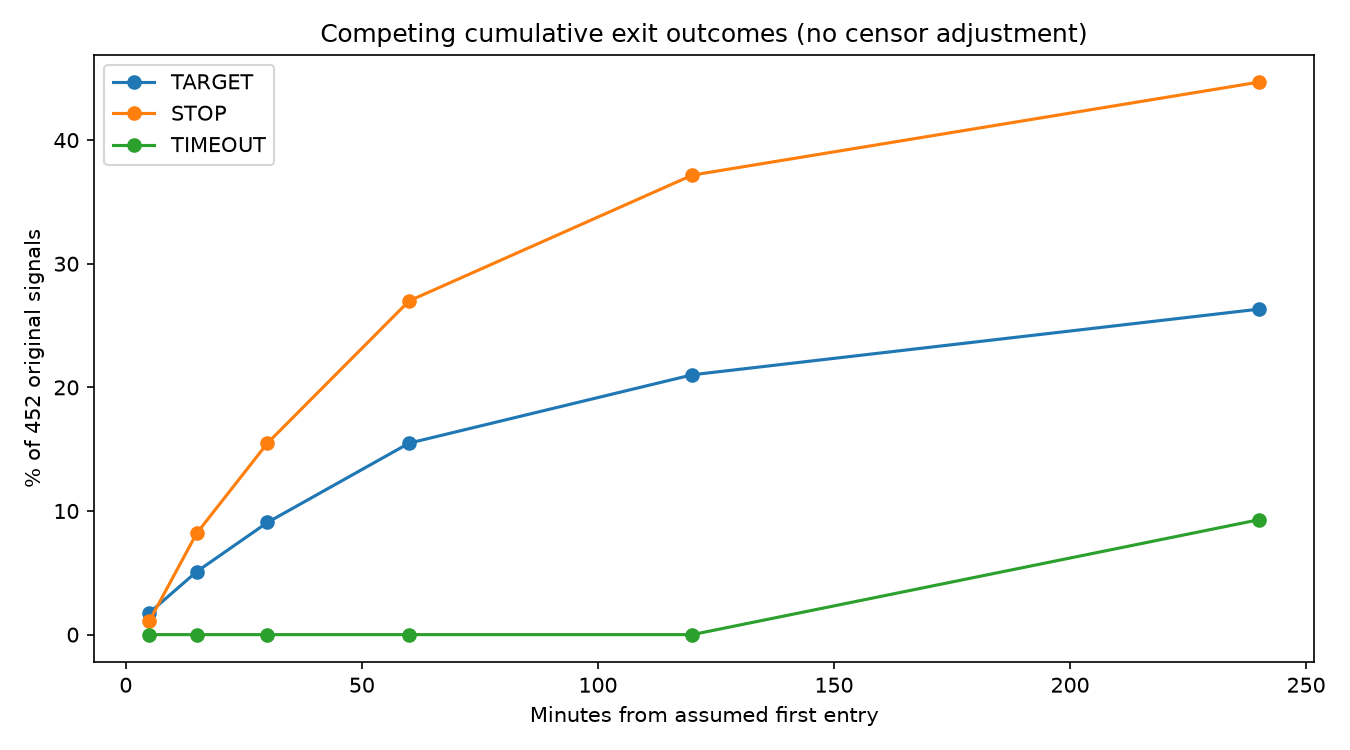 Competing cumulative exit outcomes (no censor adjustment)
TARGET
STOP
TIMEOUT
% of 452 original signals
40
30
20
10
0
0 50 100 150 200 250
Minutes from assumed first entry